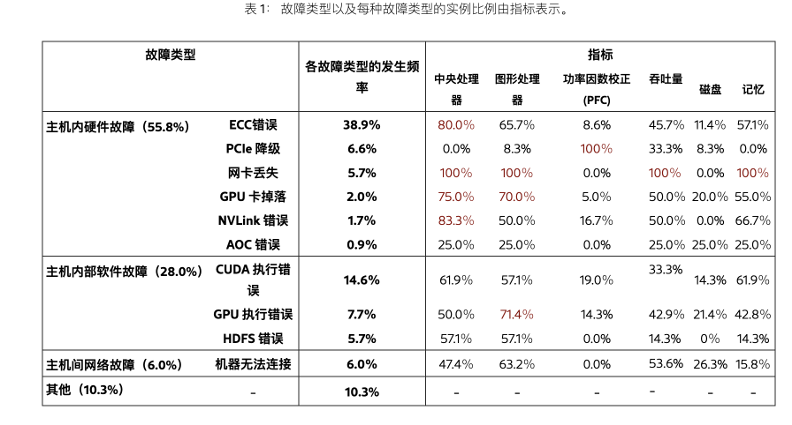 表 1： 故障类型以及每种故障类型的实例比例由指标表示。
故障类型 各故障类型的发生频率 指标
中央处理器 图形处理器 功率因数校正 (PFC) 吞吐量 磁盘 记忆
主机内硬件故障（55.8%） ECC错误 38.9% 80.0% 65.7% 8.6% 45.7% 11.4% 57.1%
PCIe 降级 6.6% 0.0% 8.3% 100% 33.3% 8.3% 0.0%
网卡丢失 5.7% 100% 100% 0.0% 100% 0.0% 100%
GPU 卡掉落 2.0% 75.0% 70.0% 5.0% 50.0% 20.0% 55.0%
NVLink 错误 1.7% 83.3% 50.0% 16.7% 50.0% 0.0% 66.7%
AOC 错误 0.9% 25.0% 25.0% 0.0% 25.0% 25.0% 25.0%
主机内部软件故障（28.0%） CUDA 执行错误 14.6% 61.9% 57.1% 19.0% 33.3% 14.3% 61.9%
GPU 执行错误 7.7% 50.0% 71.4% 14.3% 42.9% 21.4% 42.8%
HDFS 错误 5.7% 57.1% 57.1% 0.0% 14.3% 0% 14.3%
主机间网络故障（6.0%） 机器无法连接 6.0% 47.4% 63.2% 0.0% 53.6% 26.3% 15.8%
其他（10.3%） – 10.3% – – – – – –